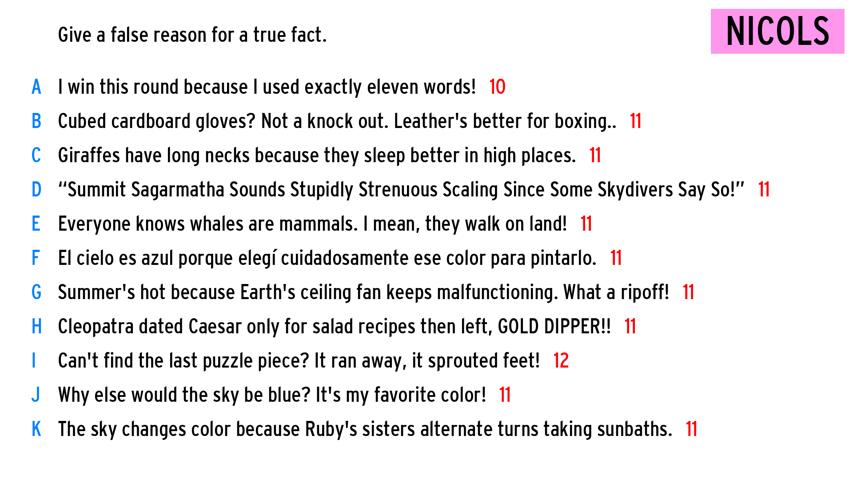 Give a false reason for a true fact.
NICOLS
A I win this round because I used exactly eleven words! 10
B Cubed cardboard gloves? Not a knock out. Leather's better for boxing.. 11
C Giraffes have long necks because they sleep better in high places. 11
D “Summit Sagarmatha Sounds Stupidly Strenuous Scaling Since Some Skydivers Say So!” 11
E Everyone knows whales are mammals. I mean, they walk on land! 11
F El cielo es azul porque elegí cuidadosamente ese color para pintarlo. 11
G Summer's hot because Earth's ceiling fan keeps malfunctioning. What a ripoff! 11
H Cleopatra dated Caesar only for salad recipes then left, GOLD DIPPER!! 11
I Can't find the last puzzle piece? It ran away, it sprouted feet! 12
J Why else would the sky be blue? It's my favorite color! 11
K The sky changes color because Ruby's sisters alternate turns taking sunbaths. 11